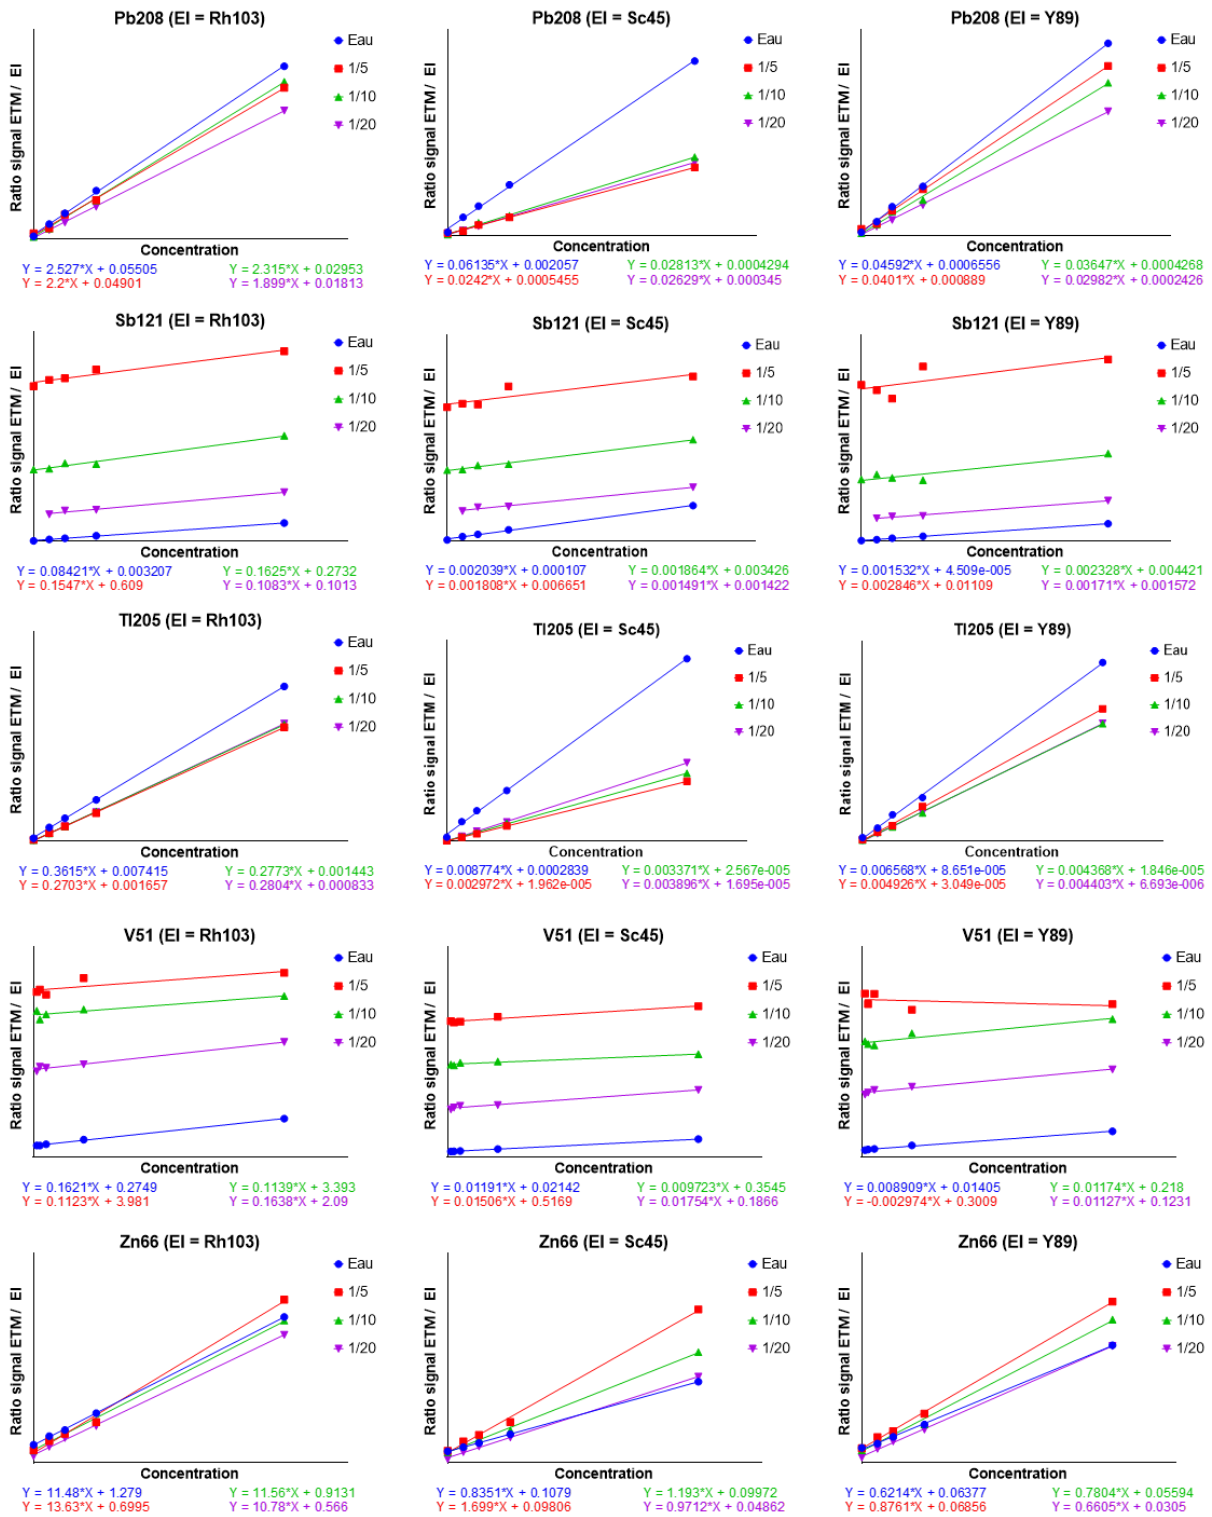 Pb208 (EI = Rh103)
Ratio signal ETM / EI
Eau
1/5
1/10
1/20
Concentration
Y = 2.527*X + 0.05505
Y = 2.315*X + 0.02953
Y = 2.2*X + 0.04901
Y = 1.899*X + 0.01813
Pb208 (EI = Sc45)
Ratio signal ETM / EI
Eau
1/5
1/10
1/20
Concentration
Y = 0.06135*X + 0.002057
Y = 0.02813*X + 0.0004294
Y = 0.0242*X + 0.0005455
Y = 0.02629*X + 0.000345
Pb208 (EI = Y89)
Ratio signal ETM / EI
Eau
1/5
1/10
1/20
Concentration
Y = 0.04592*X + 0.0006556
Y = 0.03647*X + 0.0004268
Y = 0.0401*X + 0.000889
Y = 0.02982*X + 0.0002426
Sb121 (EI = Rh103)
Ratio signal ETM / EI
Eau
1/5
1/10
1/20
Concentration
Y = 0.08421*X + 0.003207
Y = 0.1625*X + 0.2732
Y = 0.1547*X + 0.609
Y = 0.1083*X + 0.1013
Sb121 (EI = Sc45)
Ratio signal ETM / EI
Eau
1/5
1/10
1/20
Concentration
Y = 0.002039*X + 0.000107
Y = 0.001864*X + 0.003426
Y = 0.001808*X + 0.006651
Y = 0.001491*X + 0.001422
Sb121 (EI = Y89)
Ratio signal ETM / EI
Eau
1/5
1/10
1/20
Concentration
Y = 0.001532*X + 4.509e-005
Y = 0.002328*X + 0.004421
Y = 0.002846*X + 0.01109
Y = 0.00171*X + 0.001572
Tl205 (EI = Rh103)
Ratio signal ETM / EI
Eau
1/5
1/10
1/20
Concentration
Y = 0.3615*X + 0.007415
Y = 0.2773*X + 0.001443
Y = 0.2703*X + 0.001657
Y = 0.2804*X + 0.000833
Tl205 (EI = Sc45)
Ratio signal ETM / EI
Eau
1/5
1/10
1/20
Concentration
Y = 0.008774*X + 0.0002839
Y = 0.003371*X + 2.567e-005
Y = 0.002972*X + 1.962e-005
Y = 0.003896*X + 1.695e-005
Tl205 (EI = Y89)
Ratio signal ETM / EI
Eau
1/5
1/10
1/20
Concentration
Y = 0.006568*X + 8.651e-005
Y = 0.004368*X + 1.846e-005
Y = 0.004926*X + 3.049e-005
Y = 0.004403*X + 6.693e-006
V51 (EI = Rh103)
Ratio signal ETM / EI
Eau
1/5
1/10
1/20
Concentration
Y = 0.1621*X + 0.2749
Y = 0.1139*X + 3.393
Y = 0.1123*X + 3.981
Y = 0.1638*X + 2.09
V51 (EI = Sc45)
Ratio signal ETM / EI
Eau
1/5
1/10
1/20
Concentration
Y = 0.01191*X + 0.02142
Y = 0.009723*X + 0.3545
Y = 0.01506*X + 0.5169
Y = 0.01754*X + 0.1866
V51 (EI = Y89)
Ratio signal ETM / EI
Eau
1/5
1/10
1/20
Concentration
Y = 0.008909*X + 0.01405
Y = 0.01174*X + 0.218
Y = -0.002974*X + 0.3009
Y = 0.01127*X + 0.1231
Zn66 (EI = Rh103)
Ratio signal ETM / EI
Eau
1/5
1/10
1/20
Concentration
Y = 11.48*X + 1.279
Y = 11.56*X + 0.9131
Y = 13.63*X + 0.6995
Y = 10.78*X + 0.566
Zn66 (EI = Sc45)
Ratio signal ETM / EI
Eau
1/5
1/10
1/20
Concentration
Y = 0.8351*X + 0.1079
Y = 1.193*X + 0.09972
Y = 1.699*X + 0.09806
Y = 0.9712*X + 0.04862
Zn66 (EI = Y89)
Ratio signal ETM / EI
Eau
1/5
1/10
1/20
Concentration
Y = 0.6214*X + 0.06377
Y = 0.7804*X + 0.05594
Y = 0.8761*X + 0.06856
Y = 0.6605*X + 0.0305